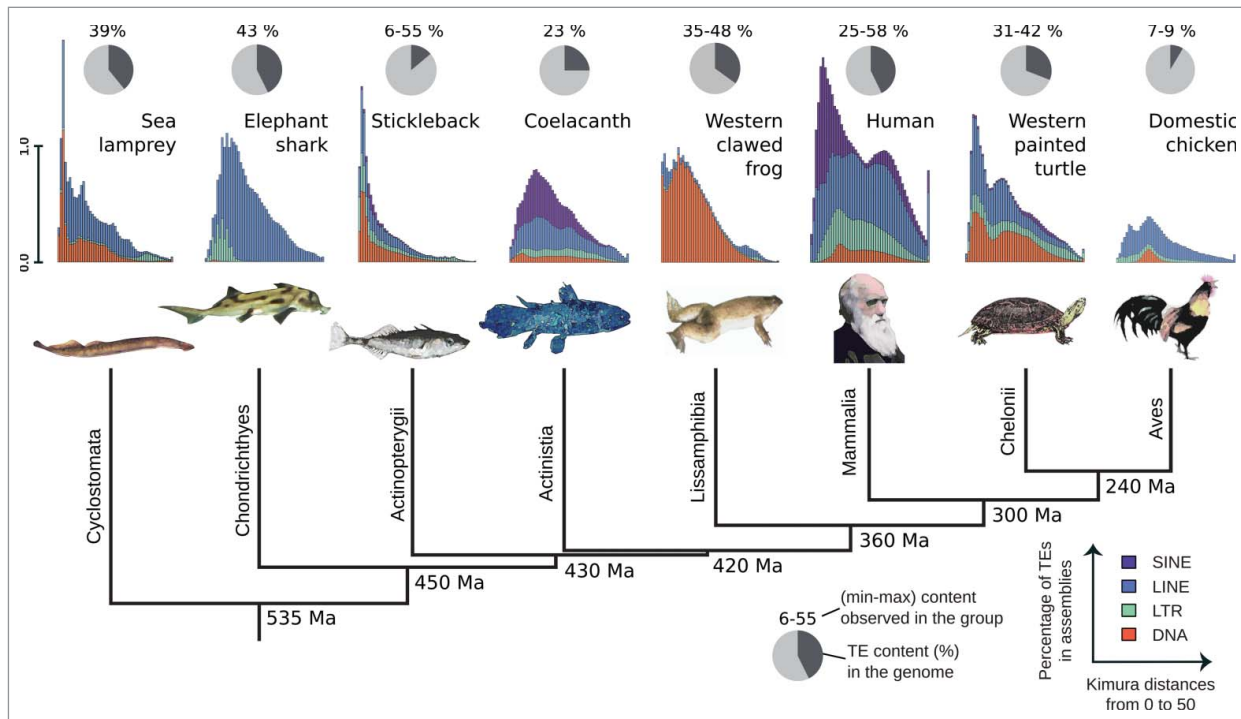 39%
43 %
6-55 %
23 %
35-48 %
25-58 %
31-42 %
7-9 %
Sea
lamprey
Elephant
shark
Stickleback
Coelacanth
Western
clawed
frog
Human
Western
painted
turtle
Domestic
chicken
1.0
0.0
Cyclostomata
Chondrichthyes
Actinopterygii
Actinistia
Lissamphibia
Mammalia
Chelonii
Aves
240 Ma
300 Ma
360 Ma
420 Ma
430 Ma
450 Ma
535 Ma
6-55
(min-max) content
observed in the group
TE content (%)
in the genome
Percentage of TEs
in assemblies
SINE
LINE
LTR
DNA
Kimura distances
from 0 to 50